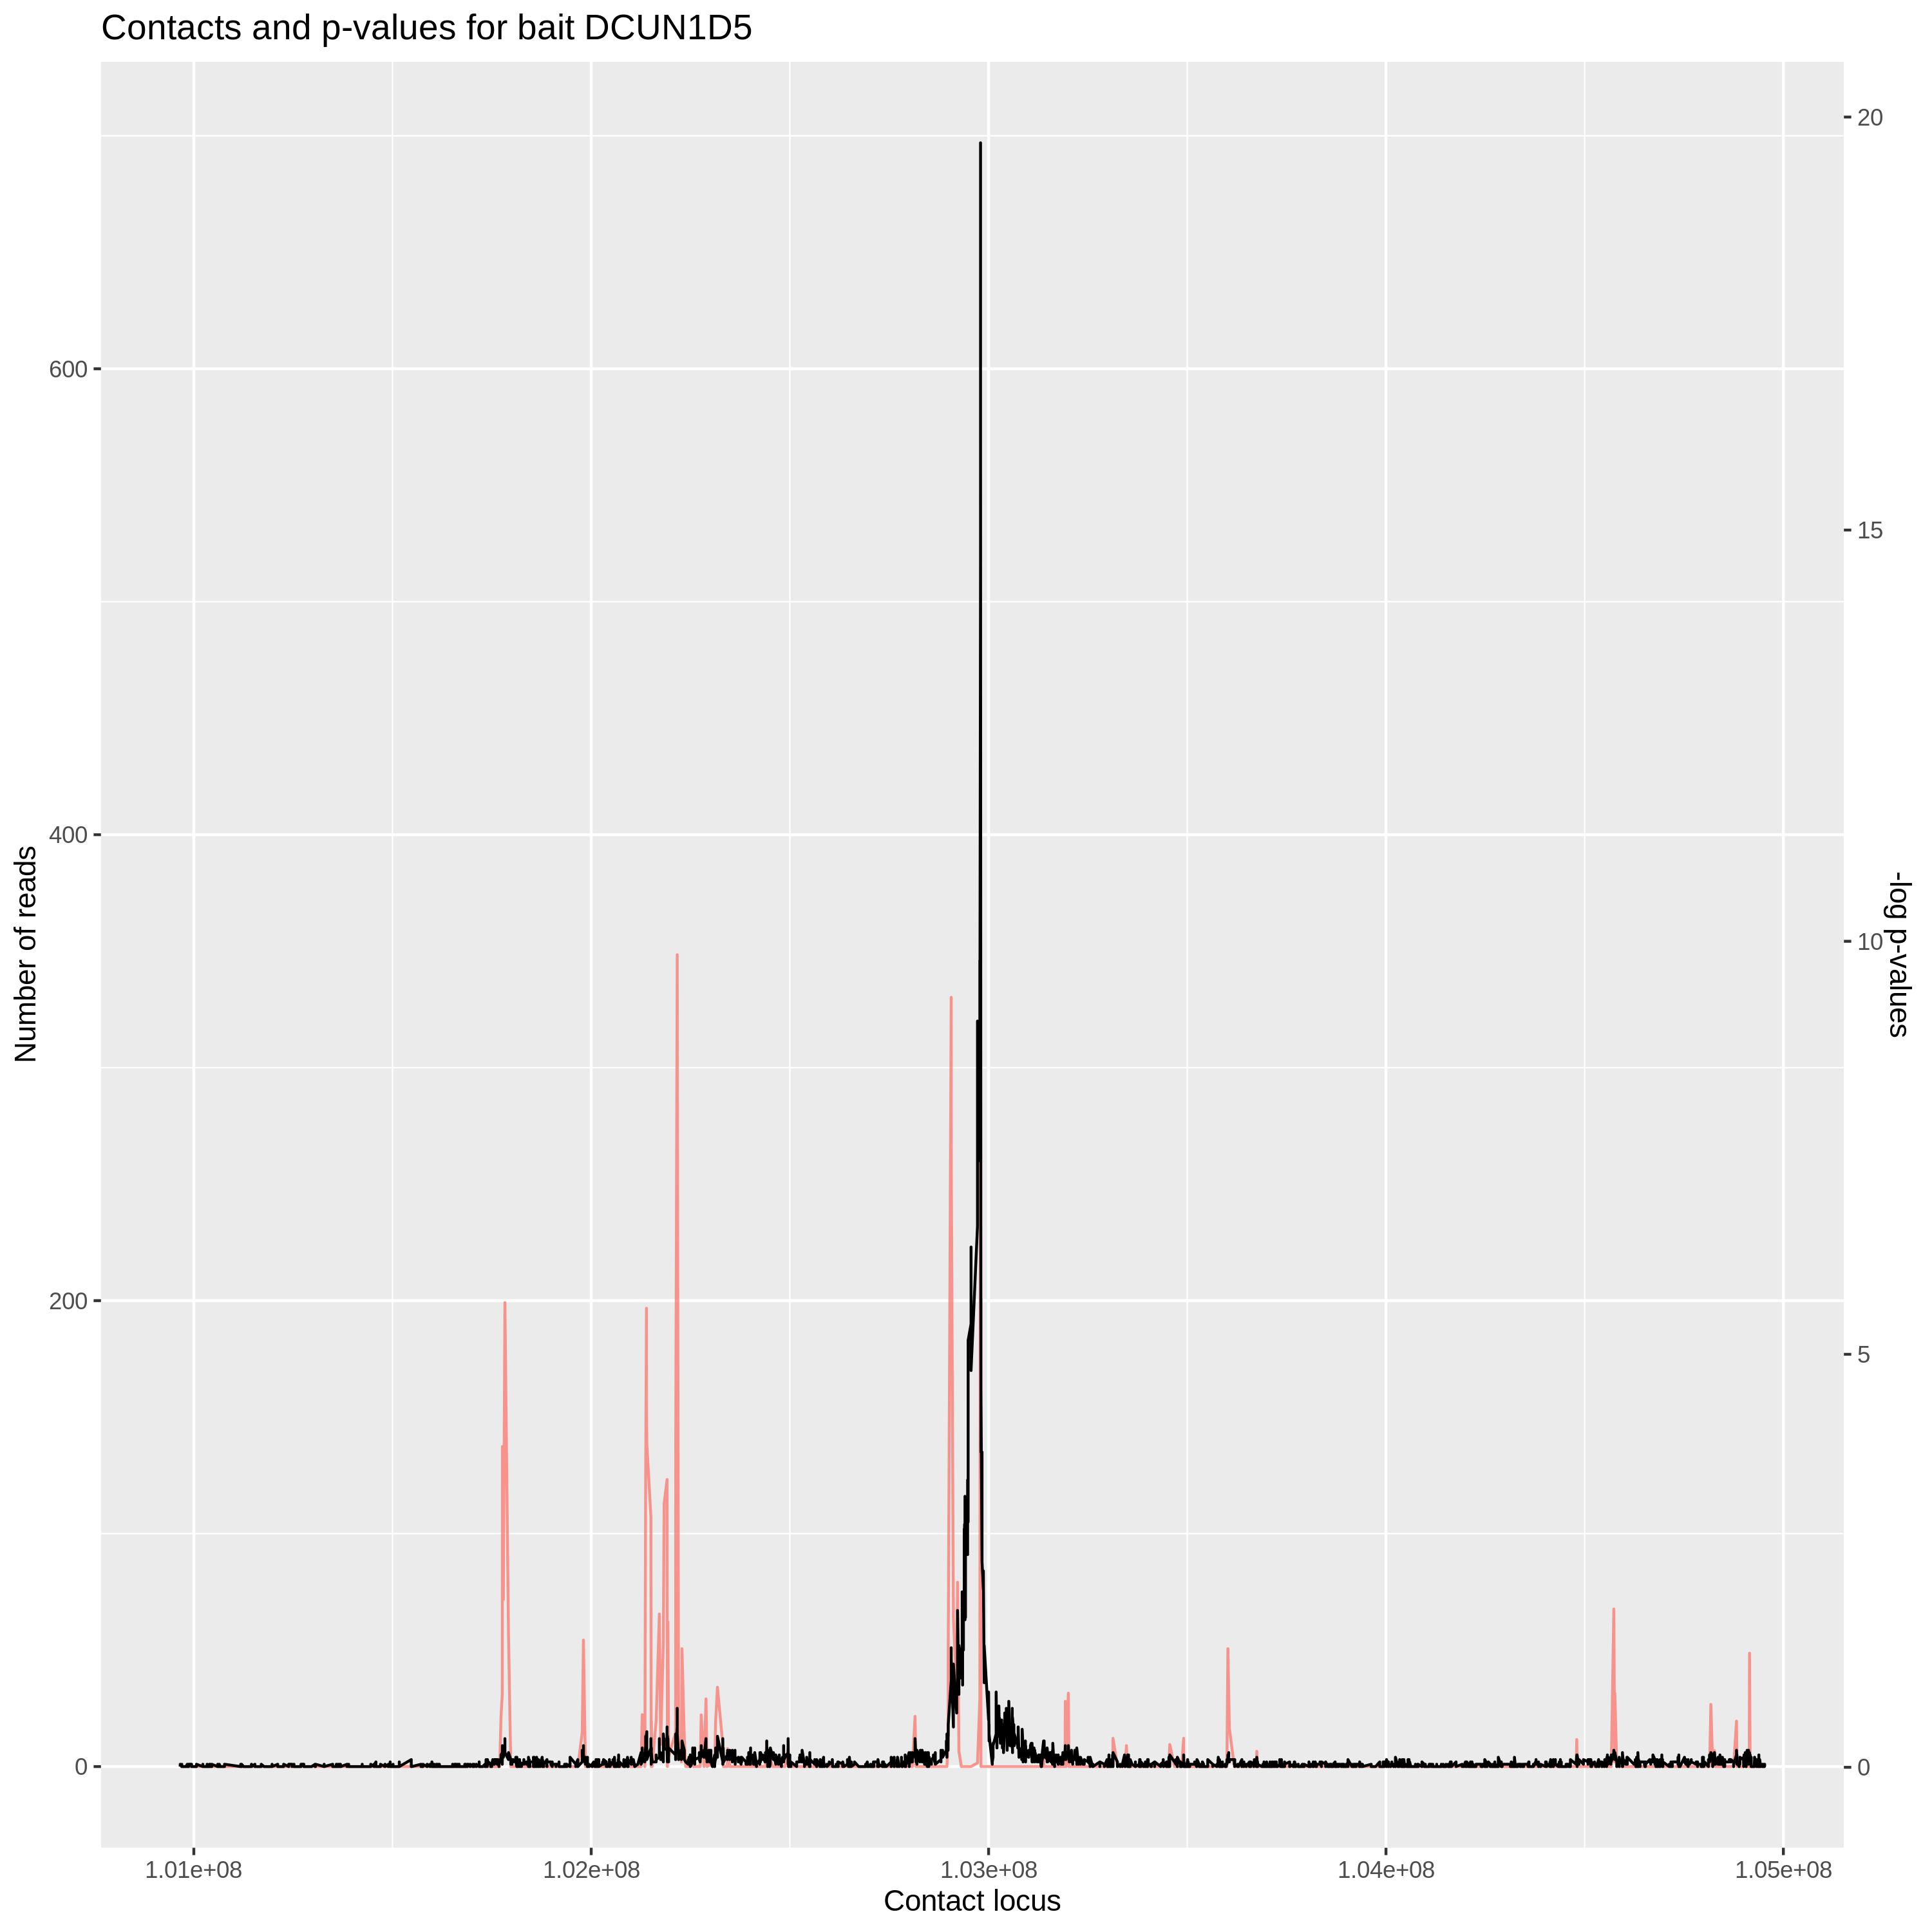 Contacts and p-values for bait DCUN1D5
20
600
15
400
10
Number of reads
-log p-values
200
5
0
0
1.01e+08 1.02e+08 1.03e+08 1.04e+08 1.05e+08
Contact locus